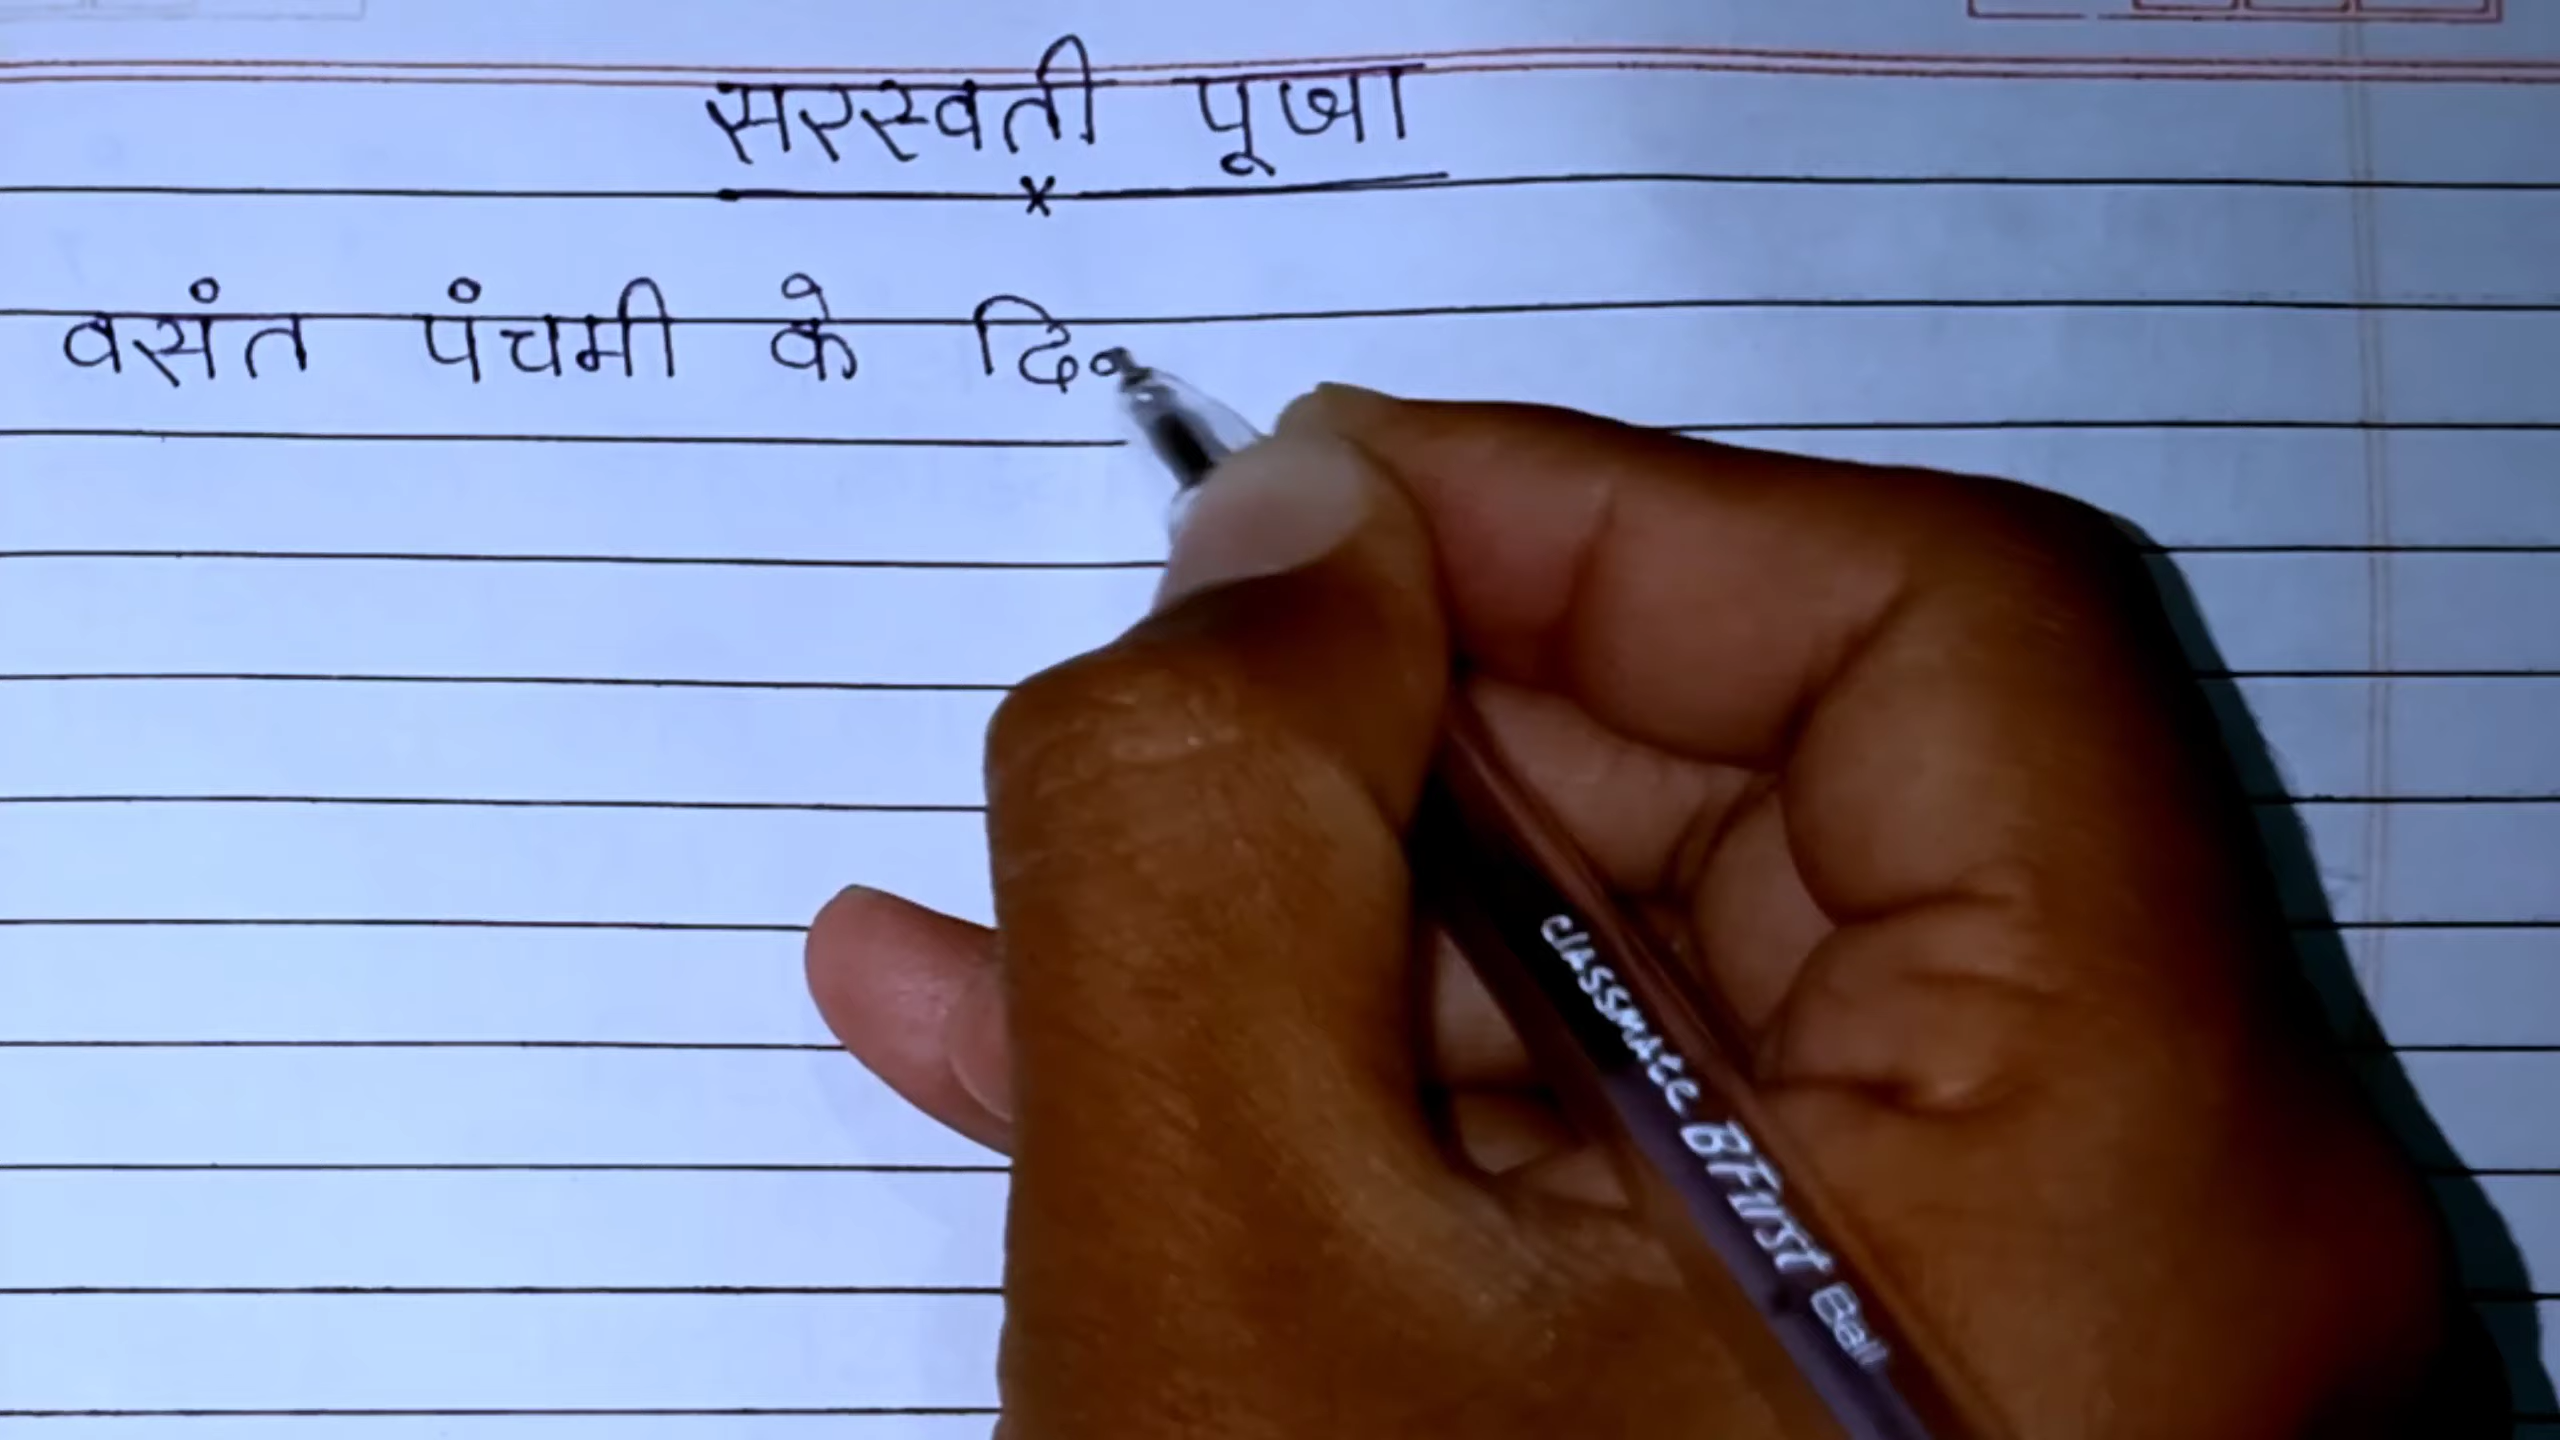 सरस्वती पूजा
x
वसंत पंचमी के दि
classmate BFirst Ball